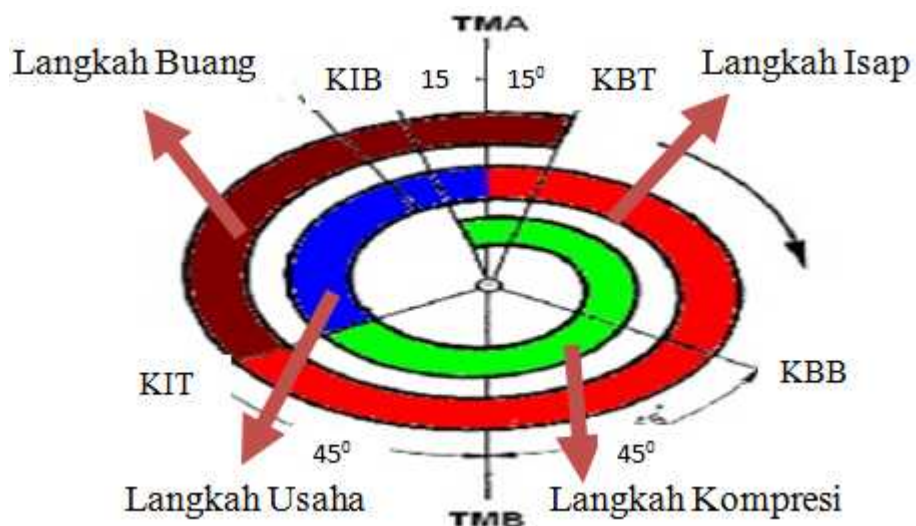 TMA
Langkah Buang
KIB
15
15⁰
KBT
Langkah Isap
KIT
KBB
45⁰
45⁰
Langkah Usaha
Langkah Kompresi
TMB